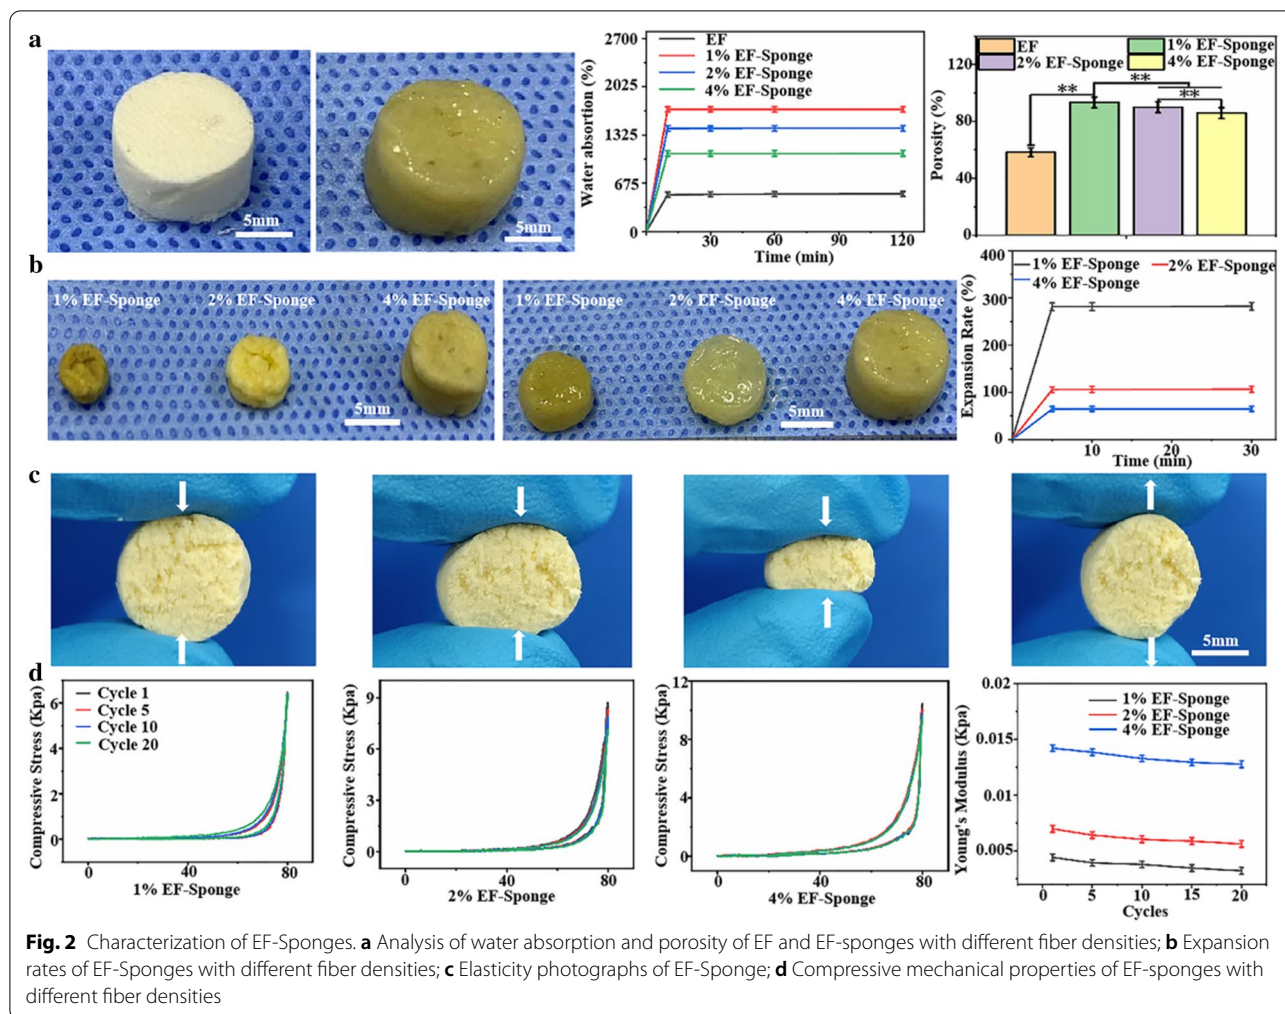 a
5mm
5mm
Water absortion (%)
2700
2025
1325
675
0
EF
1% EF-Sponge
2% EF-Sponge
4% EF-Sponge
30 60 90 120
Time (min)
Porosity (%)
120
80
40
0
EF 1% EF-Sponge
2% EF-Sponge 4% EF-Sponge
** ** **
b
1% EF-Sponge 2% EF-Sponge 4% EF-Sponge
5mm
1% EF-Sponge 2% EF-Sponge 4% EF-Sponge
5mm
Expansion Rate (%)
400
300
200
100
0
1% EF-Sponge 2% EF-Sponge
4% EF-Sponge
10 20 30
Time (min)
c
5mm
d
Compressive Stress (Kpa)
6
4
2
0
Cycle 1
Cycle 5
Cycle 10
Cycle 20
0 40 80
1% EF-Sponge
Compressive Stress (Kpa)
9
6
3
0
0 40 80
2% EF-Sponge
Compressive Stress (Kpa)
12
8
4
0
0 40 80
4% EF-Sponge
Young's Modulus (Kpa)
0.02
0.015
0.01
0.005
1% EF-Sponge
2% EF-Sponge
4% EF-Sponge
0 5 10 15 20
Cycles
Fig. 2 Characterization of EF-Sponges. a Analysis of water absorption and porosity of EF and EF-sponges with different fiber densities; b Expansion
rates of EF-Sponges with different fiber densities; c Elasticity photographs of EF-Sponge; d Compressive mechanical properties of EF-sponges with
different fiber densities